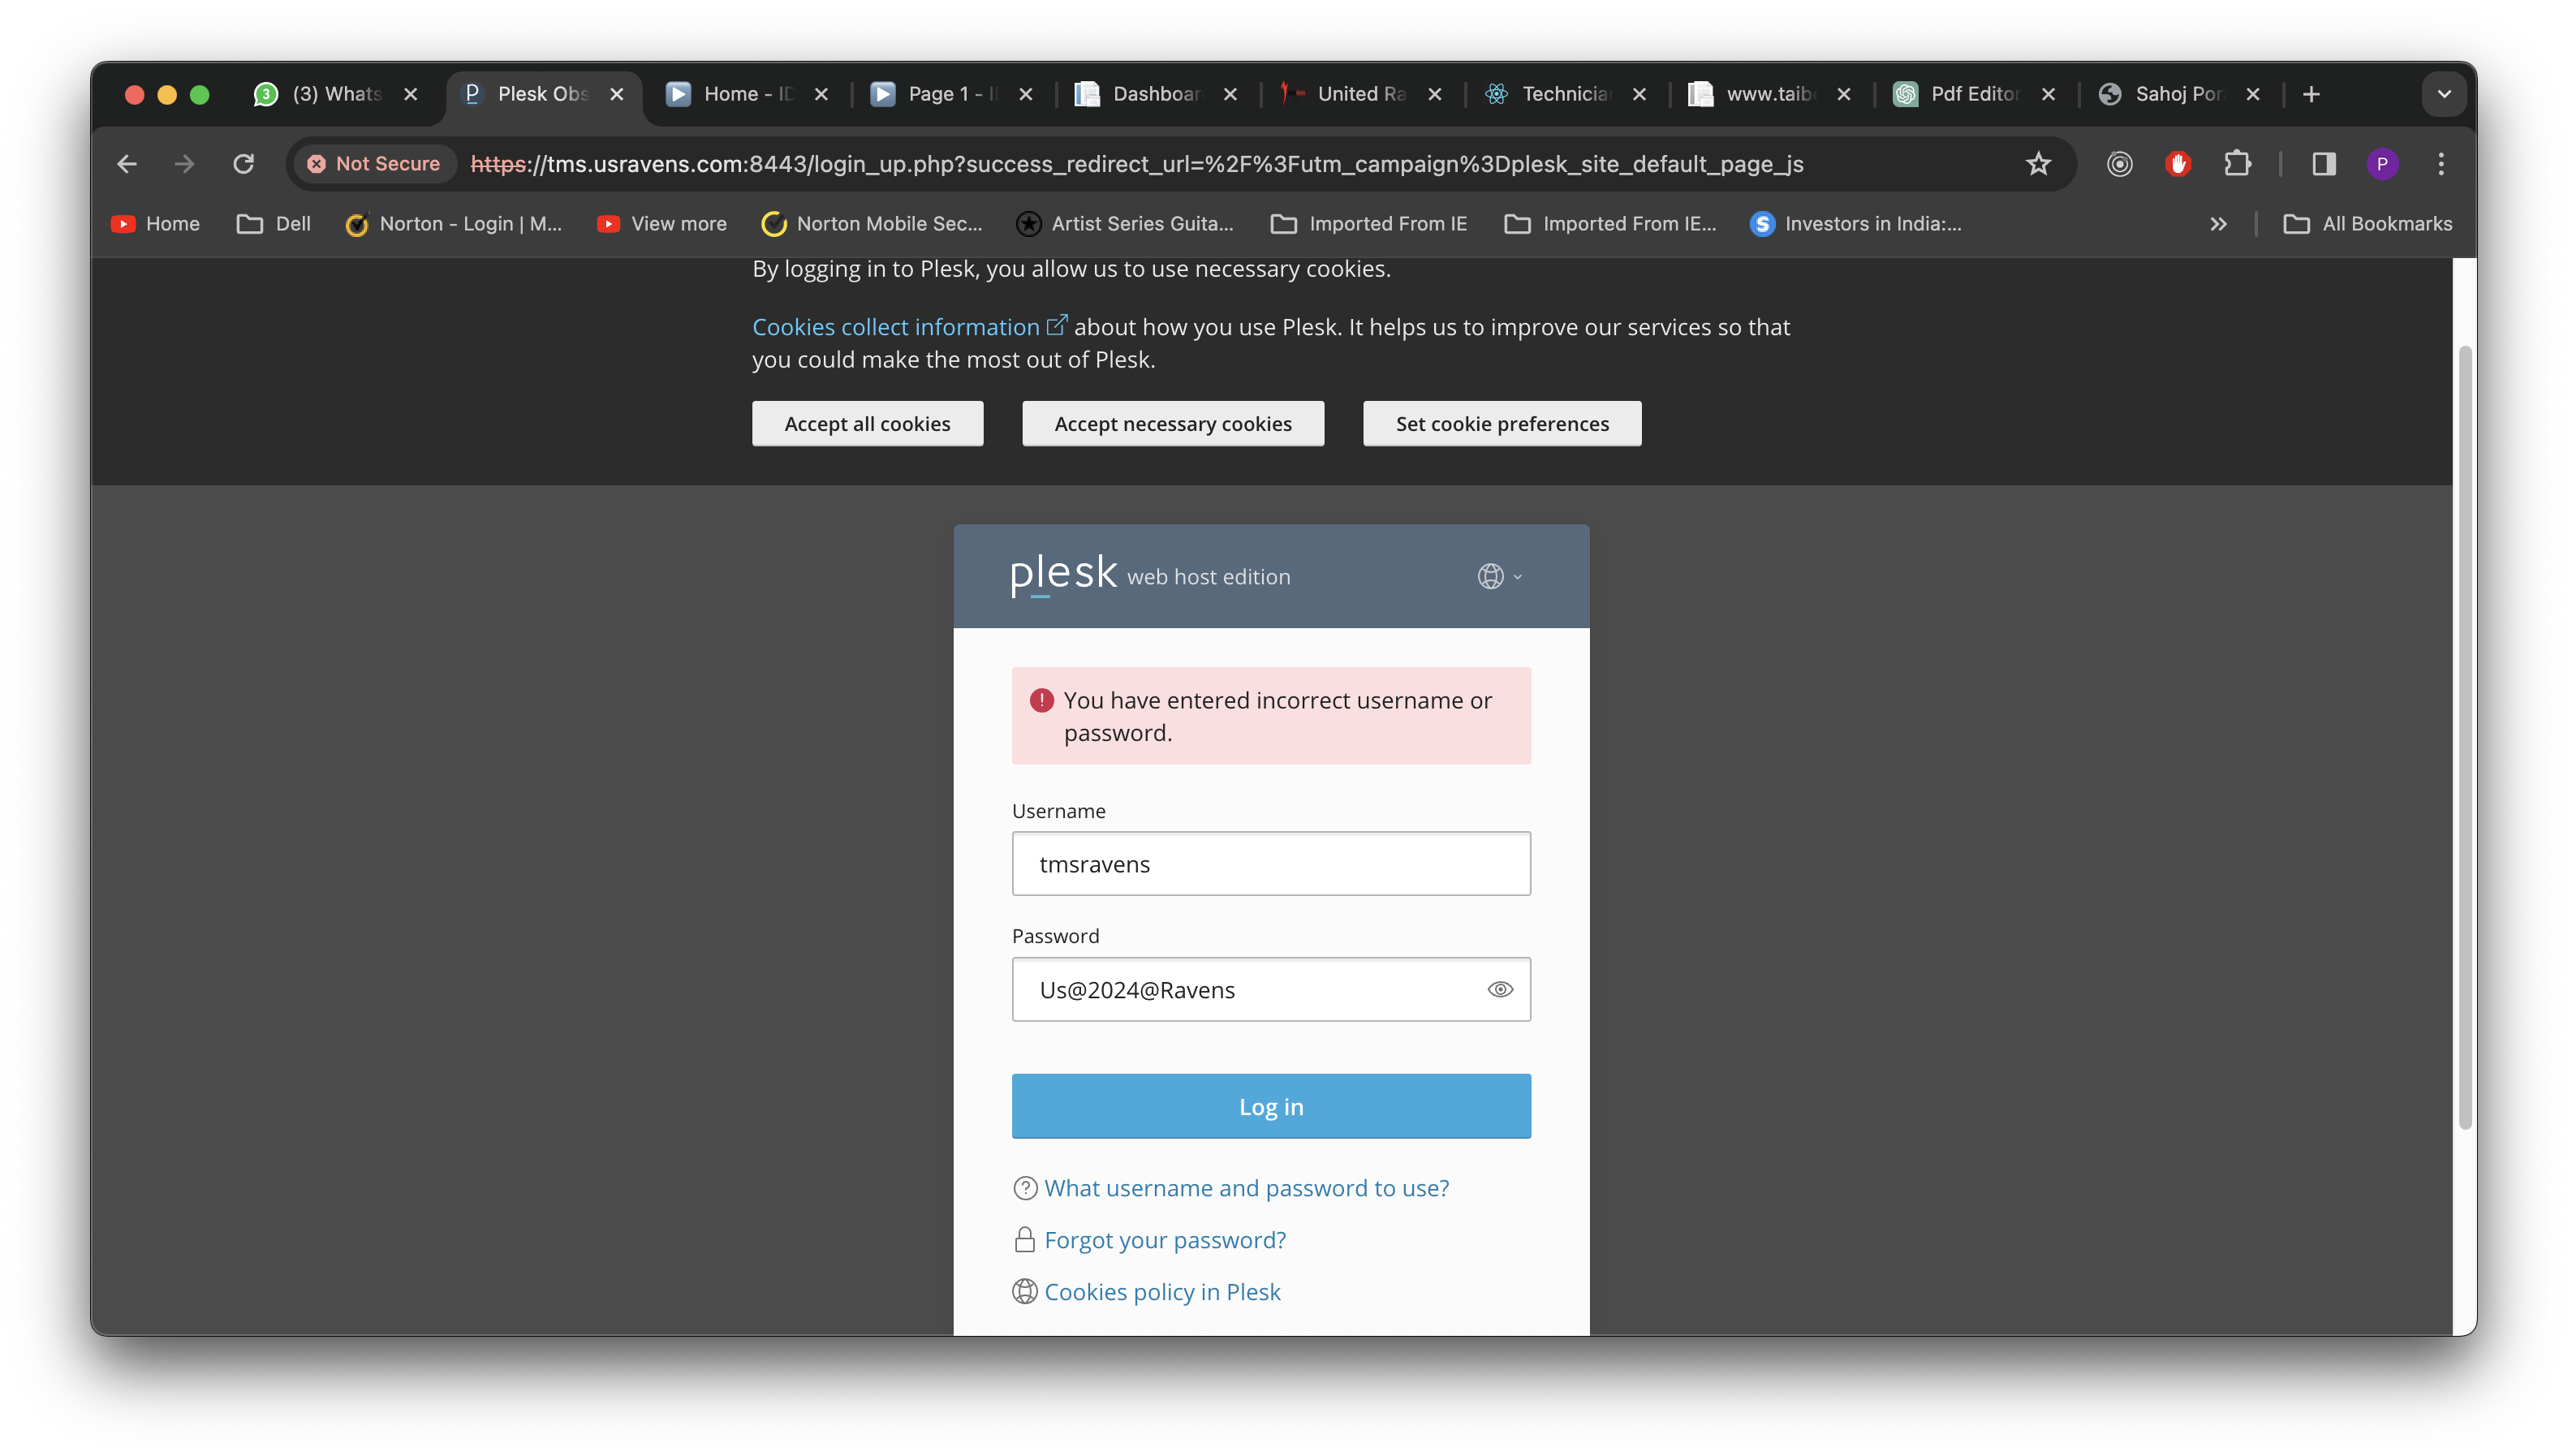 (3) Whats
Plesk Obs
Home - ID
Page 1 - I
Dashboar
United Ra
Technicia
www.taib
Pdf Editor
Sahoj Por
Not Secure
https://tms.usravens.com:8443/login_up.php?success_redirect_url=%2F%3Futm_campaign%3Dplesk_site_default_page_js
P
Home
Dell
Norton - Login | M...
View more
Norton Mobile Sec...
Artist Series Guita...
Imported From IE
Imported From IE...
Investors in India:...
All Bookmarks
By logging in to Plesk, you allow us to use necessary cookies.
Cookies collect information about how you use Plesk. It helps us to improve our services so that
you could make the most out of Plesk.
Accept all cookies
Accept necessary cookies
Set cookie preferences
plesk web host edition
You have entered incorrect username or
password.
Username
tmsravens
Password
Us@2024@Ravens
Log in
What username and password to use?
Forgot your password?
Cookies policy in Plesk